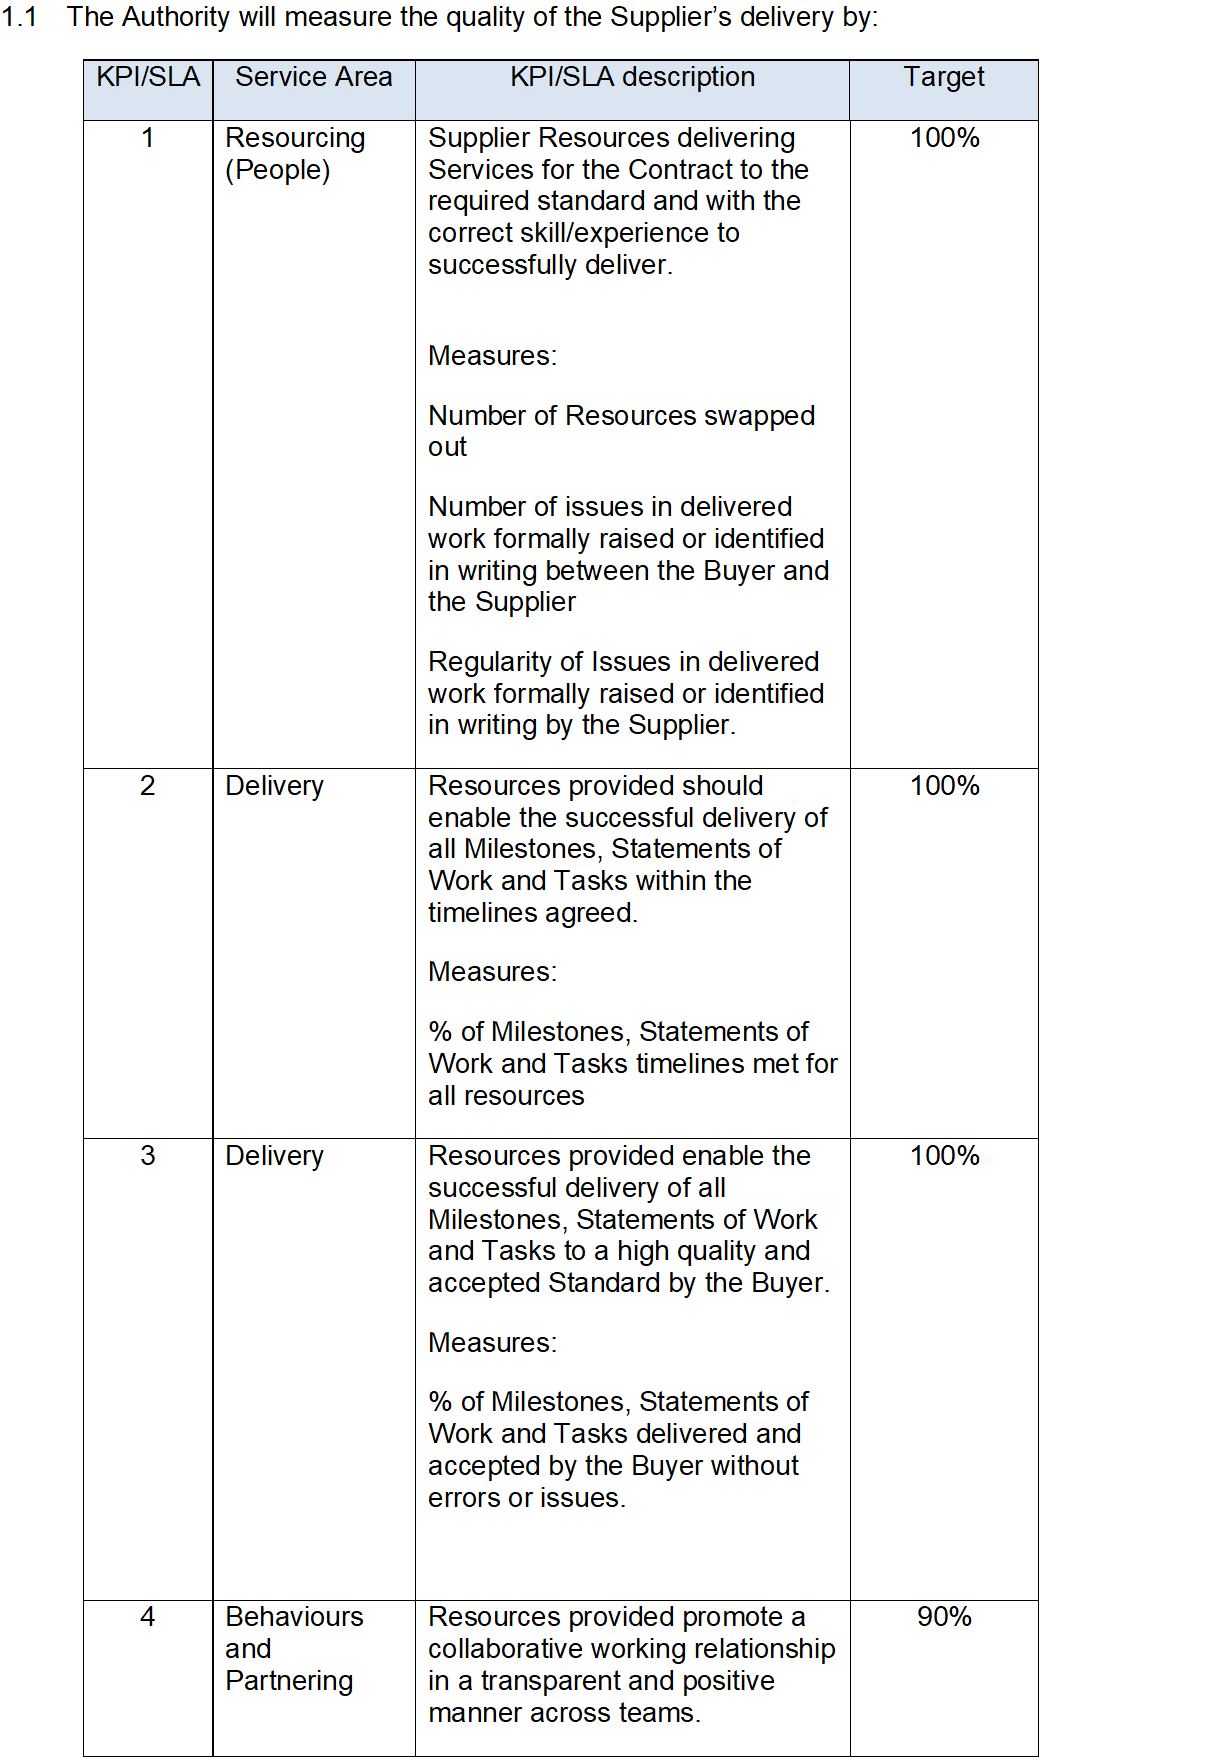 1.1 The Authority will measure the quality of the Supplier’s delivery by:
KPI/SLA Service Area KPI/SLA description Target
1 Resourcing (People) 100%
Supplier Resources delivering
Services for the Contract to the
required standard and with the
correct skill/experience to
successfully deliver.
Measures:
Number of Resources swapped
out
Number of issues in delivered
work formally raised or identified
in writing between the Buyer and
the Supplier
Regularity of Issues in delivered
work formally raised or identified
in writing by the Supplier.
2 Delivery 100%
Resources provided should
enable the successful delivery of
all Milestones, Statements of
Work and Tasks within the
timelines agreed.
Measures:
% of Milestones, Statements of
Work and Tasks timelines met for
all resources
3 Delivery 100%
Resources provided enable the
successful delivery of all
Milestones, Statements of Work
and Tasks to a high quality and
accepted Standard by the Buyer.
Measures:
% of Milestones, Statements of
Work and Tasks delivered and
accepted by the Buyer without
errors or issues.
4 Behaviours and Partnering 90%
Resources provided promote a
collaborative working relationship
in a transparent and positive
manner across teams.